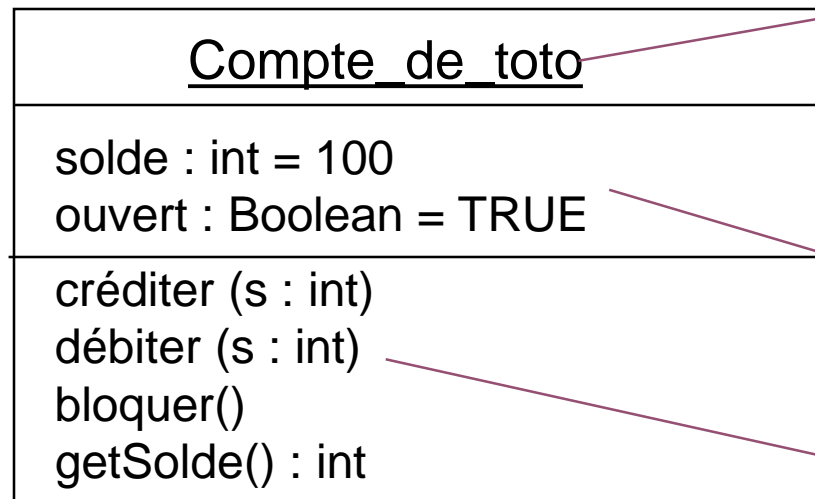 Compte_de_toto
solde : int = 100
ouvert : Boolean = TRUE
créditer (s : int)
débiter (s : int)
bloquer()
getSolde() : int